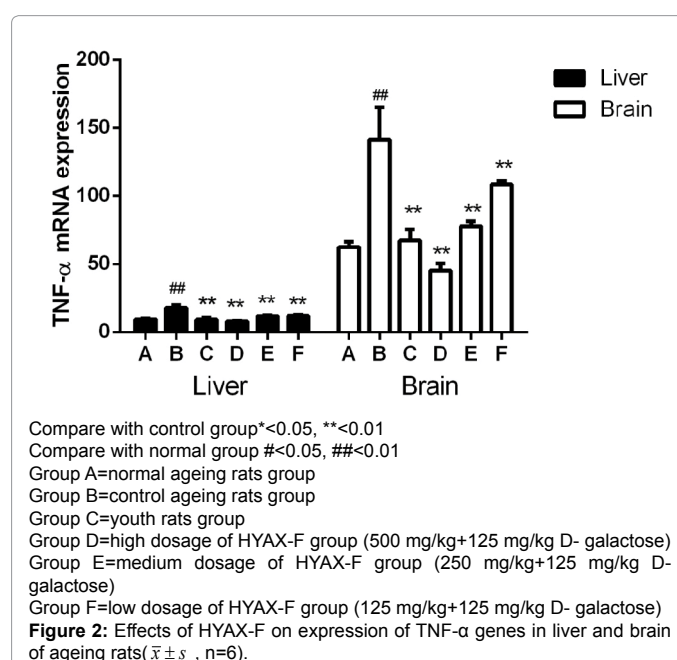 200
150
100
50
0
TNF-α mRNA expression
Liver
Brain
##
**
**
**
**
##
**
**
**
**
A B C D E F A B C D E F
Liver Brain
Compare with control group*<0.05, **<0.01
Compare with normal group #<0.05, ##<0.01
Group A=normal ageing rats group
Group B=control ageing rats group
Group C=youth rats group
Group D=high dosage of HYAX-F group (500 mg/kg+125 mg/kg D- galactose)
Group E=medium dosage of HYAX-F group (250 mg/kg+125 mg/kg D-
galactose)
Group F=low dosage of HYAX-F group (125 mg/kg+125 mg/kg D- galactose)
Figure 2: Effects of HYAX-F on expression of TNF-α genes in liver and brain
of ageing rats(x̄ ± s , n=6).